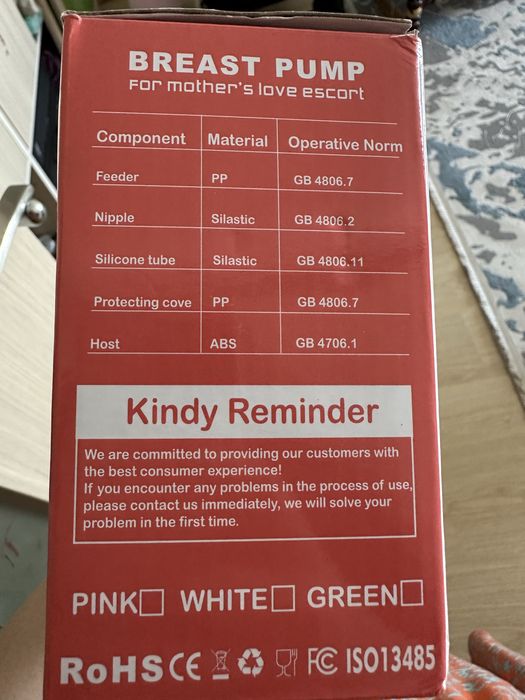 BREAST PUMP
For mother's love escort
Component Material Operative Norm
Feeder PP GB 4806.7
Nipple Silastic GB 4806.2
Silicone tube Silastic GB 4806.11
Protecting cove PP GB 4806.7
Host ABS GB 4706.1
Kindy Reminder
We are committed to providing our customers with
the best consumer experience!
If you encounter any problems in the process of use,
please contact us immediately, we will solve your
problem in the first time.
PINK☐ WHITE☐ GREEN☐
RoHS CE FC ISO13485